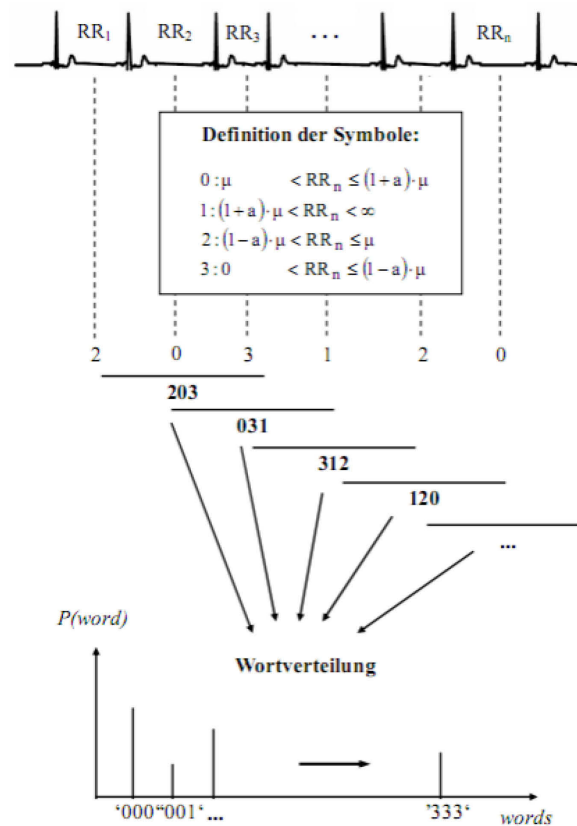 RR₁ RR₂ RR₃ ... RRₙ
Definition der Symbole:
0 : μ < RRₙ ≤ (1+a)·μ
1 : (1+a)·μ < RRₙ < ∞
2 : (1−a)·μ < RRₙ ≤ μ
3 : 0 < RRₙ ≤ (1−a)·μ
2 0 3 1 2 0
203
031
312
120
...
P(word)
Wortverteilung
‘000‘‘001‘ ... ‘333‘ words